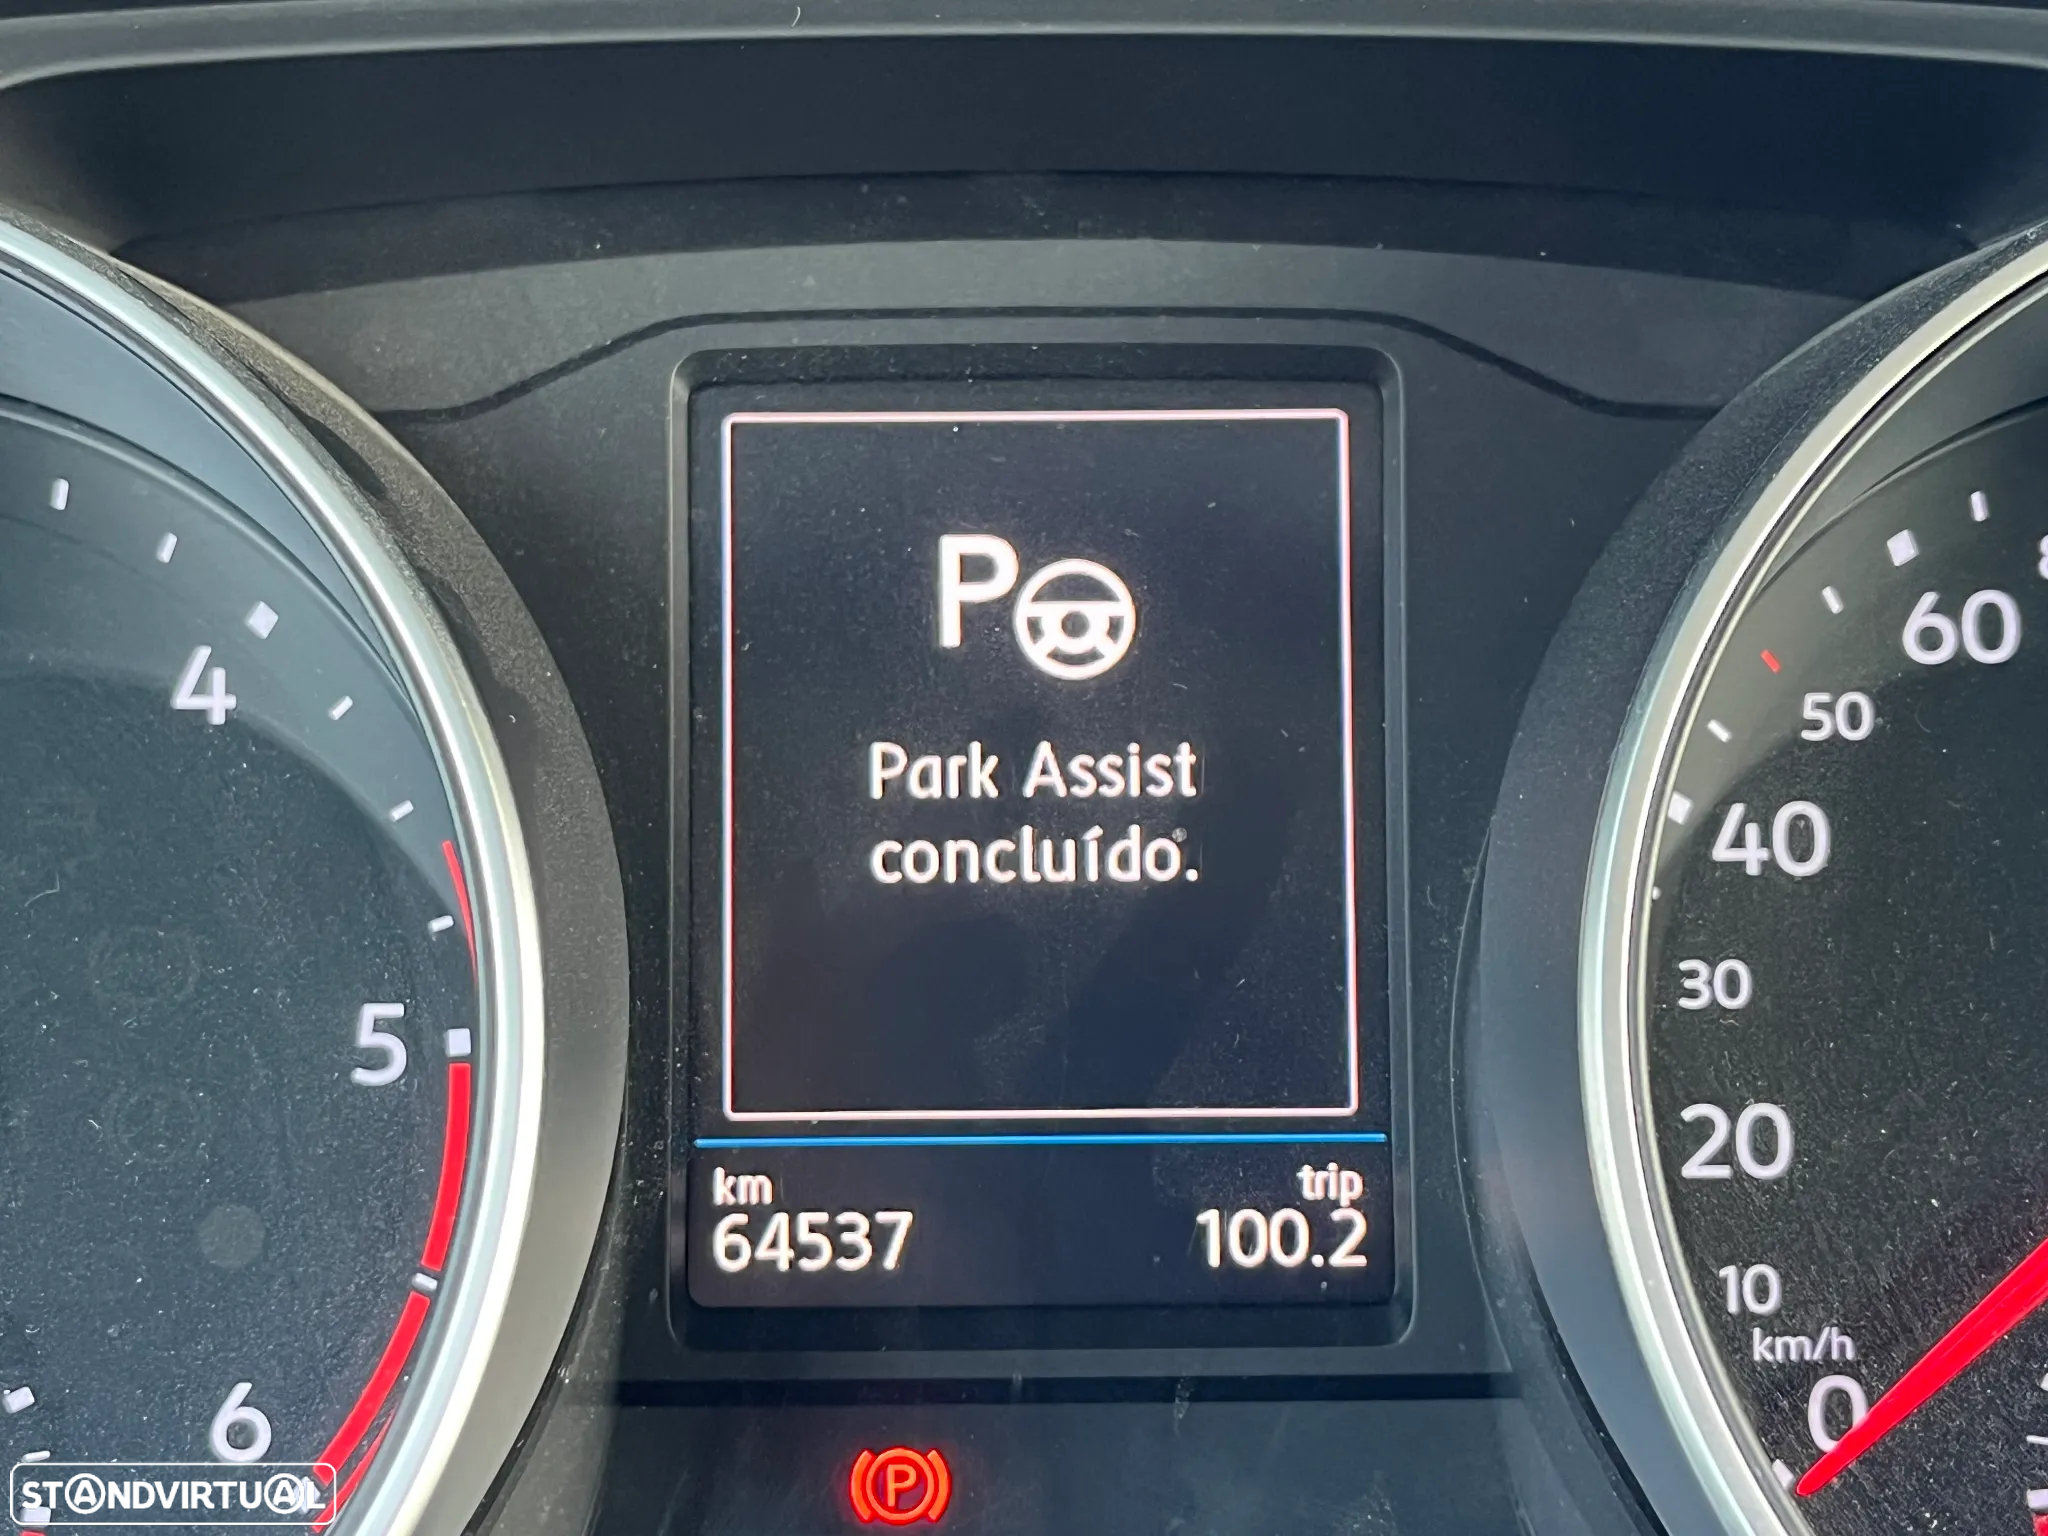 4
5
6
P
Park Assist
concluído.
km
trip
64537
100.2
P
60
50
40
30
20
10
km/h
0
STANDVIRTUAL